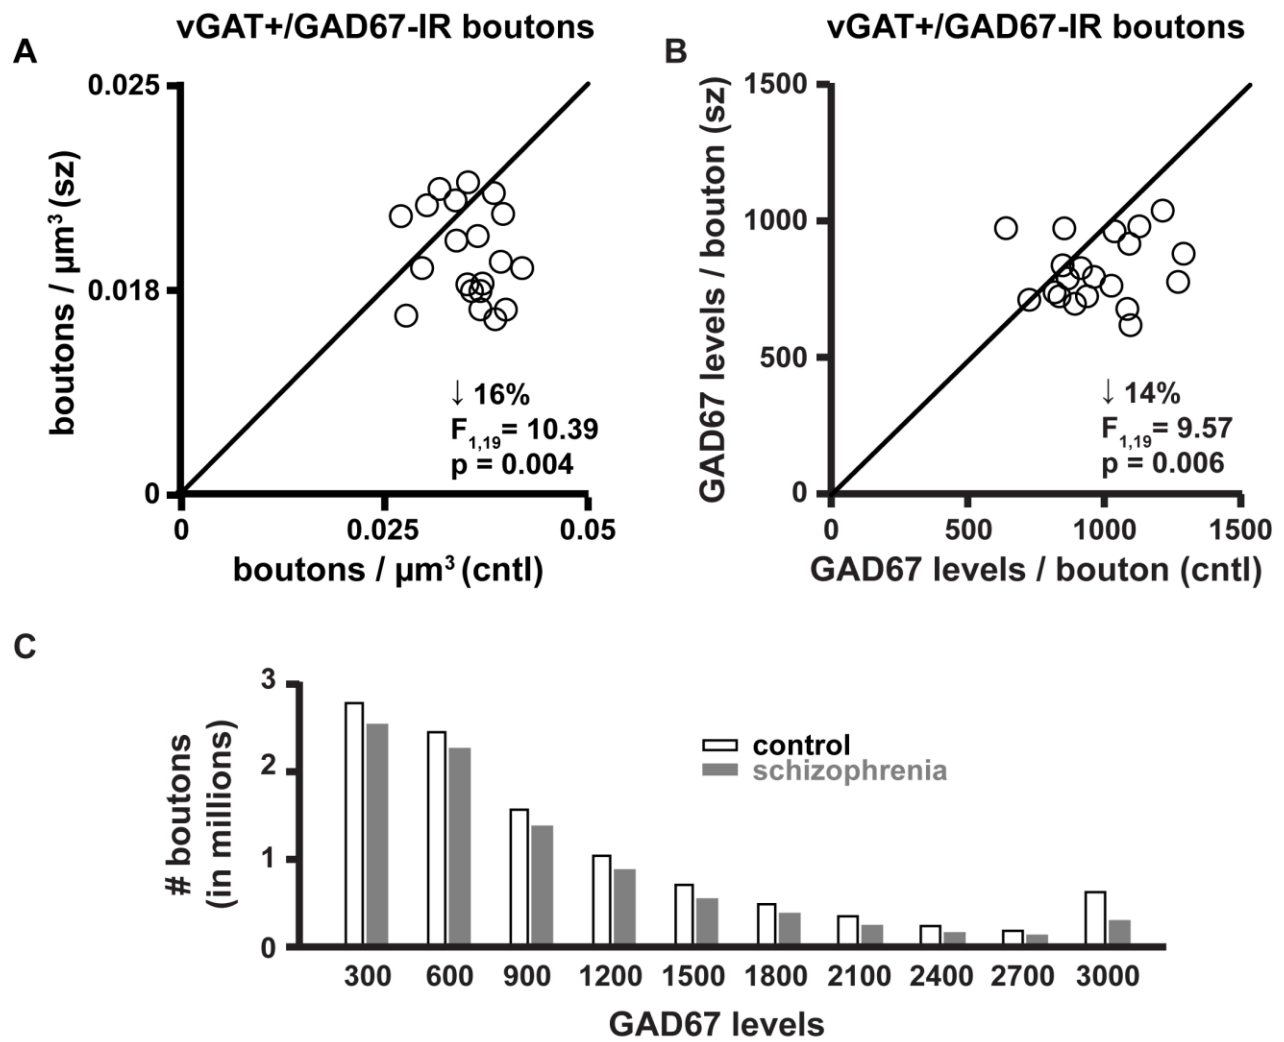 A
vGAT+/GAD67-IR boutons
0.025
0.018
0
boutons / µm³ (sz)
↓ 16%
F1,19= 10.39
p = 0.004
0 0.025 0.05
boutons / µm³ (cntl)
B
vGAT+/GAD67-IR boutons
1500
1000
500
0
GAD67 levels / bouton (sz)
↓ 14%
F1,19= 9.57
p = 0.006
0 500 1000 1500
GAD67 levels / bouton (cntl)
C
3
2
1
0
# boutons
(in millions)
control
schizophrenia
300 600 900 1200 1500 1800 2100 2400 2700 3000
GAD67 levels